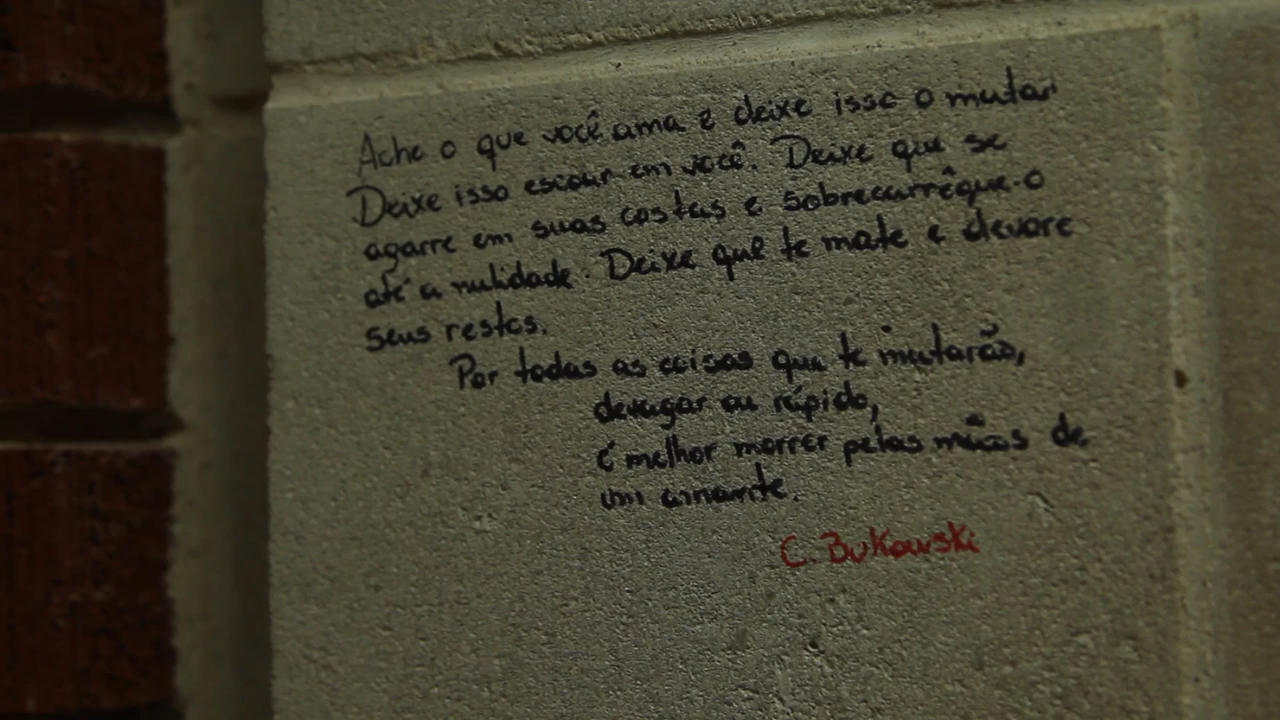 Ache o que você ama e deixe isso o matar
Deixe isso escoar em você. Deixe que se
agarre em suas costas e sobrecarrêgue-o
até a nulidade. Deixe que te mate e devore
seus restos.
Por todas as coisas que te matarão,
devagar ou rápido,
é melhor morrer pelas mãos de
um amante.
C. Bukowski